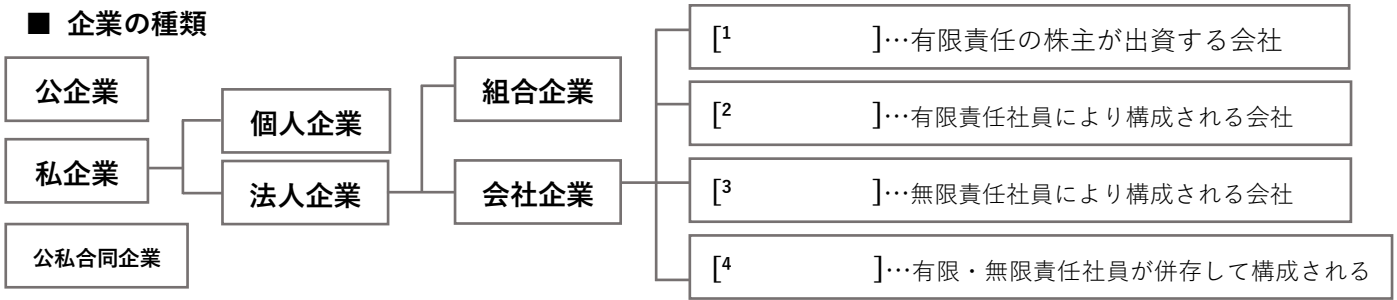 ■ 企業の種類
公企業
私企業
公私合同企業
個人企業
法人企業
組合企業
会社企業
[1 ]…有限責任の株主が出資する会社
[2 ]…有限責任社員により構成される会社
[3 ]…無限責任社員により構成される会社
[4 ]…有限・無限責任社員が併存して構成される